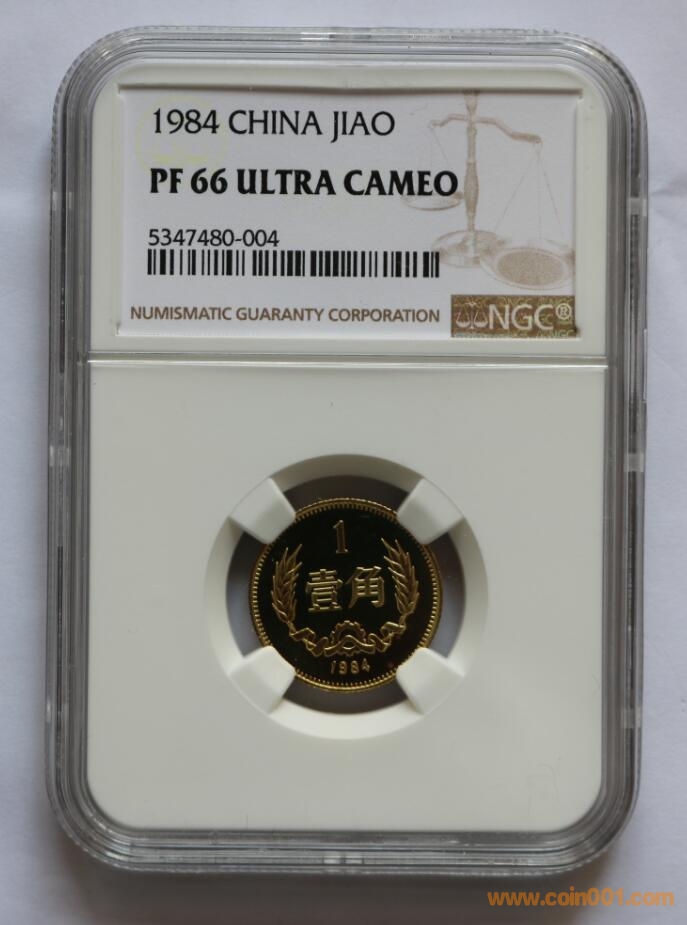 1984 CHINA JIAO
PF 66 ULTRA CAMEO
5347480-004
NUMISMATIC GUARANTY CORPORATION
NGC®
NGC
1
壹角
1984
www.coin001.com